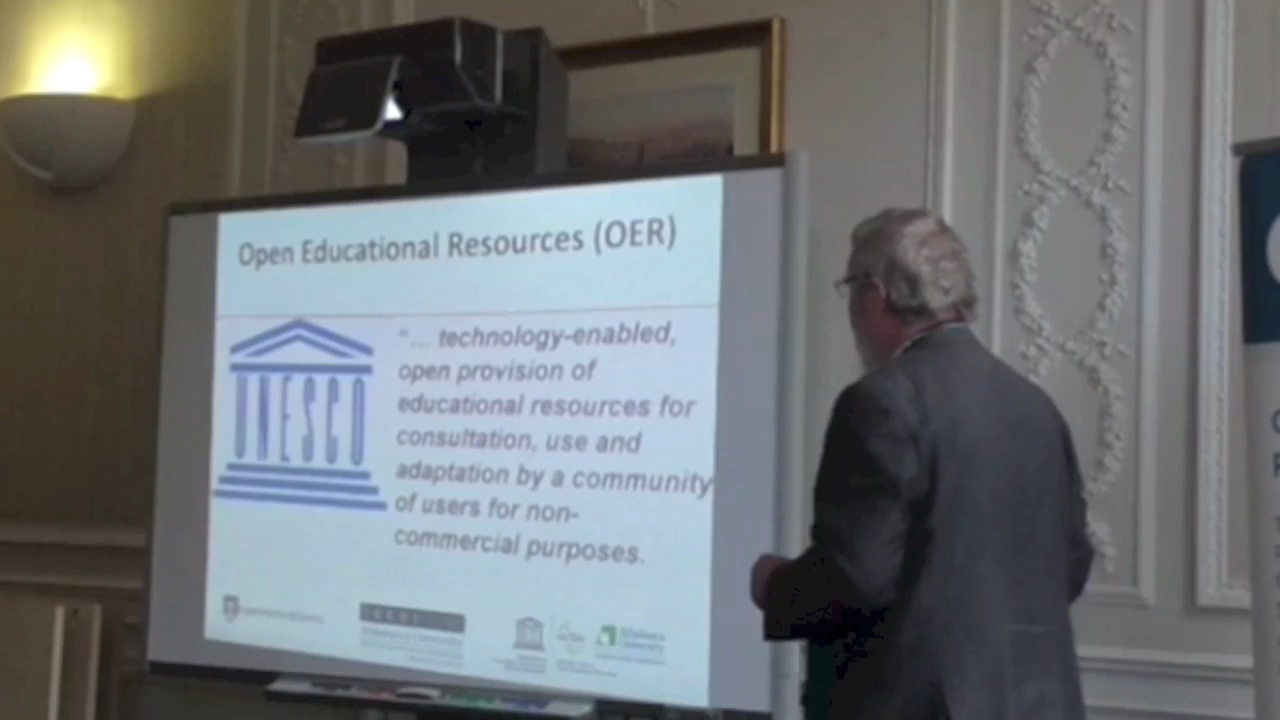 Open Educational Resources (OER)
UNESCO
"... technology-enabled,
open provision of
educational resources for
consultation, use and
adaptation by a community
of users for non-
commercial purposes.